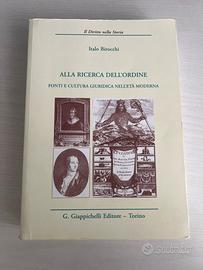 Il Diritto nella Storia
Italo Birocchi
ALLA RICERCA DELL'ORDINE
FONTI E CULTURA GIURIDICA NELL'ETÀ MODERNA
G. Giappichelli Editore – Torino
subito